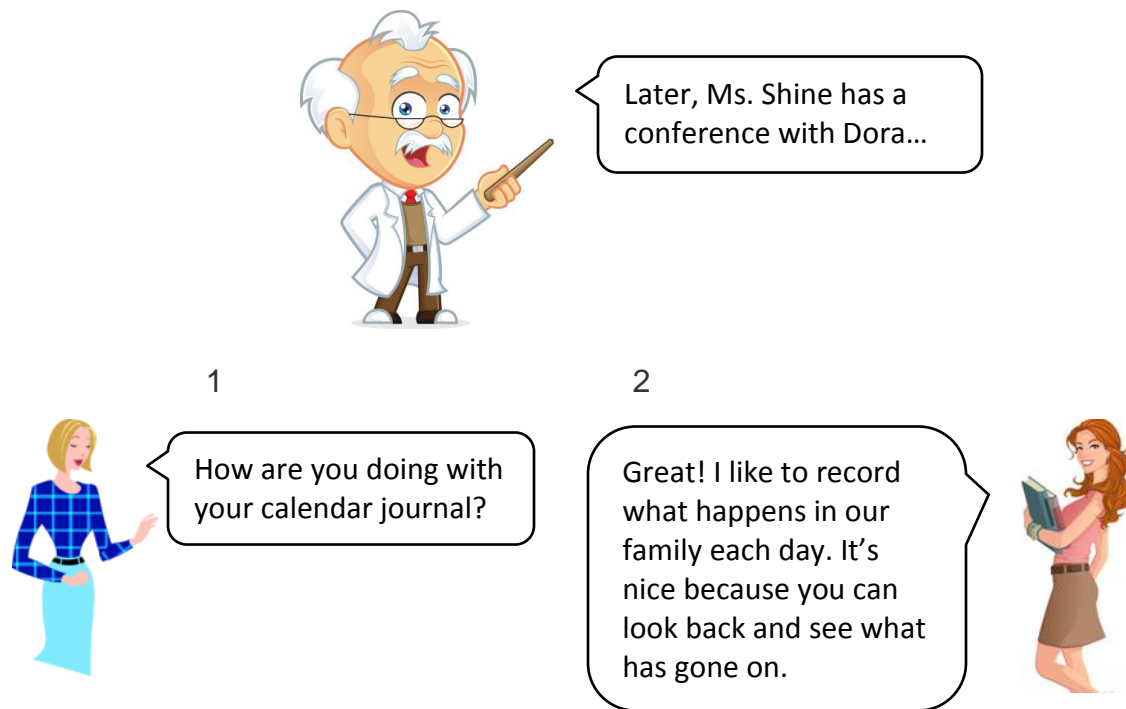 Later, Ms. Shine has a
conference with Dora…
1
2
How are you doing with
your calendar journal?
Great! I like to record
what happens in our
family each day. It’s
nice because you can
look back and see what
has gone on.